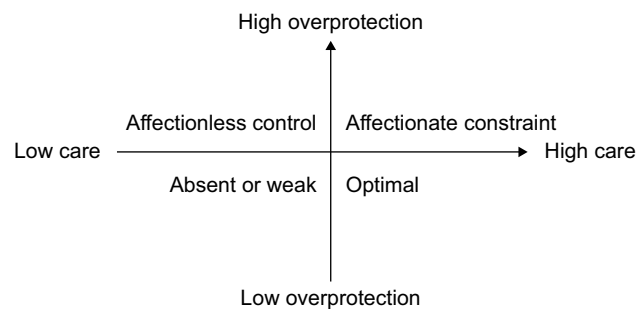 High overprotection
Affectionless control
Affectionate constraint
Low care
High care
Absent or weak
Optimal
Low overprotection